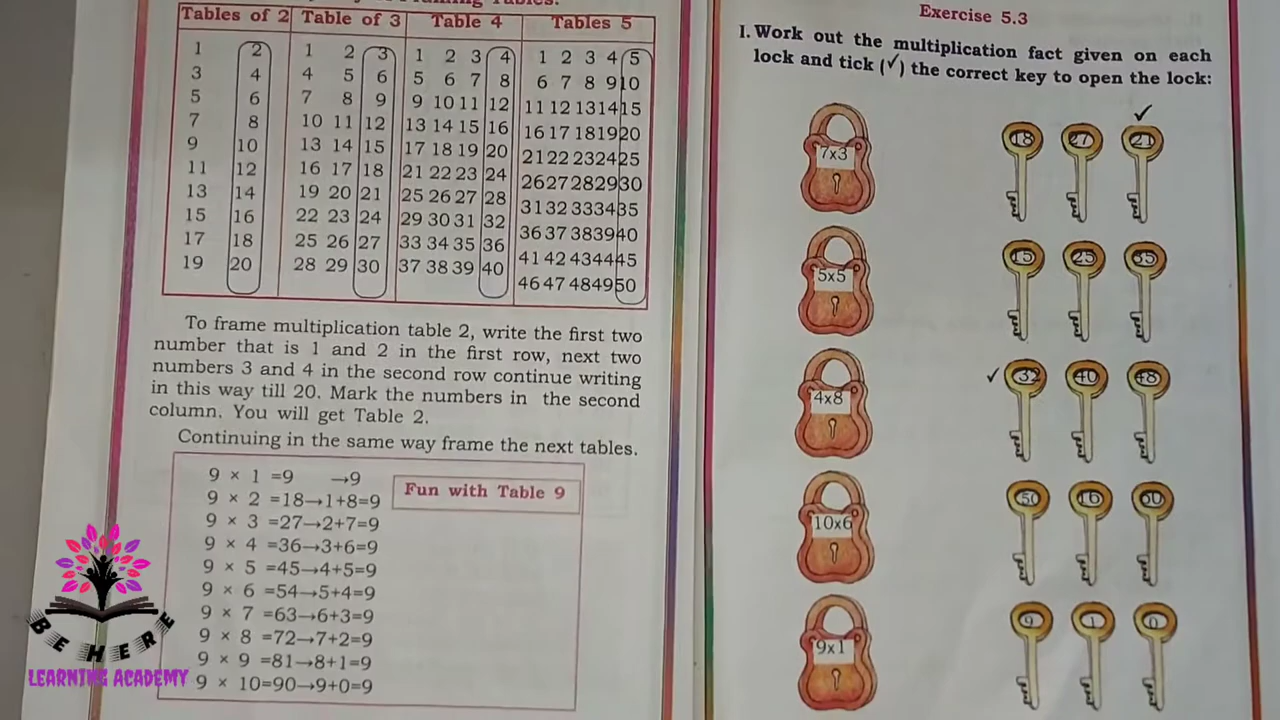 Tables of 2 Table of 3 Table 4 Tables 5
1 2 1 2 3 1 2 3 4 1 2 3 4 5
3 4 4 5 6 5 6 7 8 6 7 8 9 10
5 6 7 8 9 9 10 11 12 11 12 13 14 15
7 8 10 11 12 13 14 15 16 16 17 18 19 20
9 10 13 14 15 17 18 19 20 21 22 23 24 25
11 12 16 17 18 21 22 23 24 26 27 28 29 30
13 14 19 20 21 25 26 27 28 31 32 33 34 35
15 16 22 23 24 29 30 31 32 36 37 38 39 40
17 18 25 26 27 33 34 35 36 41 42 43 44 45
19 20 28 29 30 37 38 39 40 46 47 48 49 50
To frame multiplication table 2, write the first two
number that is 1 and 2 in the first row, next two
numbers 3 and 4 in the second row continue writing
in this way till 20. Mark the numbers in the second
column. You will get Table 2.
Continuing in the same way frame the next tables.
Fun with Table 9
9 × 1 =9 →9
9 × 2 =18→1+8=9
9 × 3 =27→2+7=9
9 × 4 =36→3+6=9
9 × 5 =45→4+5=9
9 × 6 =54→5+4=9
9 × 7 =63→6+3=9
9 × 8 =72→7+2=9
9 × 9 =81→8+1=9
9 × 10=90→9+0=9
BE HERE
LEARNING ACADEMY
Exercise 5.3
I. Work out the multiplication fact given on each
lock and tick (✓) the correct key to open the lock:
✓
7x3 18 27 21
5x5 15 25 35
4x8 ✓ 32 40 48
10x6 50 16 60
9x1 9 1 0